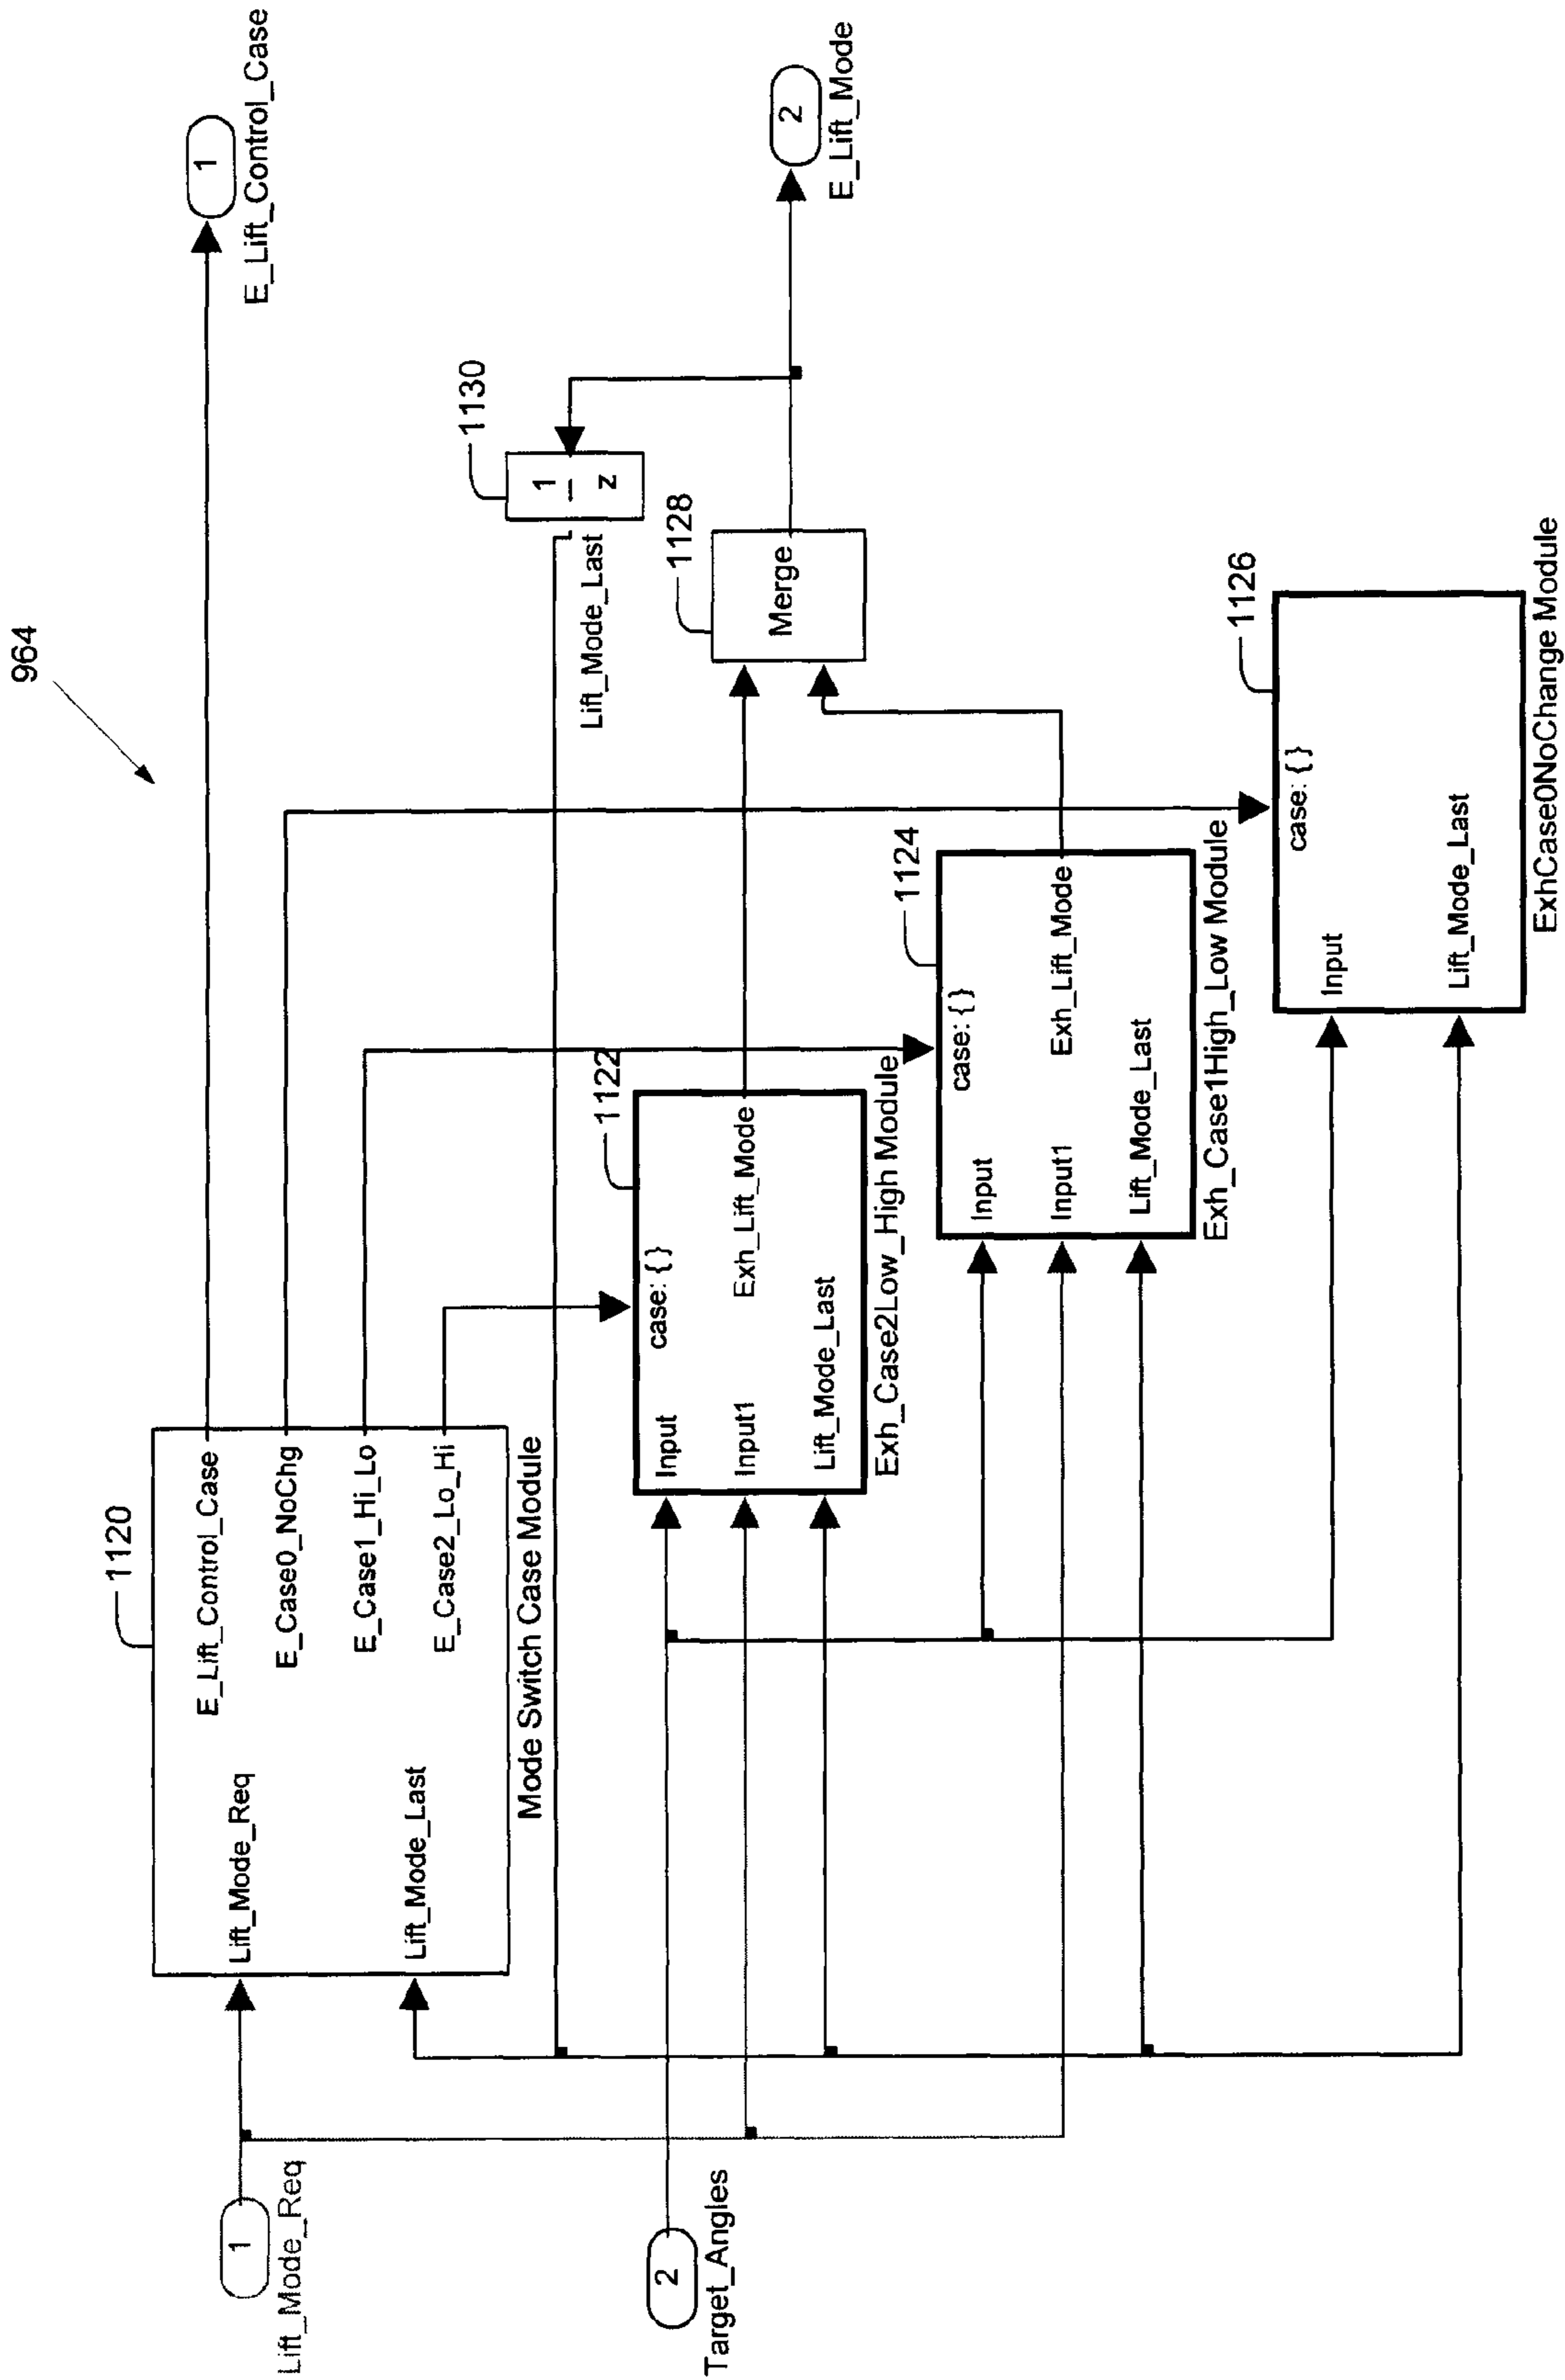 964
1120
Lift_Mode_Req
Lift_Mode_Last
E_Lift_Control_Case
E_Case0_NoChg
E_Case1_Hi_Lo
E_Case2_Lo_Hi
Mode Switch Case Module
1
Lift_Mode_Req
2
Target_Angles
1
E_Lift_Control_Case
1130
1
z
Lift_Mode_Last
1128
Merge
2
E_Lift_Mode
1122
case: { }
Input
Input1
Exh_Lift_Mode
Lift_Mode_Last
Exh_Case2Low_High Module
1124
case: { }
Input
Input1
Exh_Lift_Mode
Lift_Mode_Last
Exh_Case1High_Low Module
1126
case: { }
Input
Lift_Mode_Last
ExhCase0NoChange Module